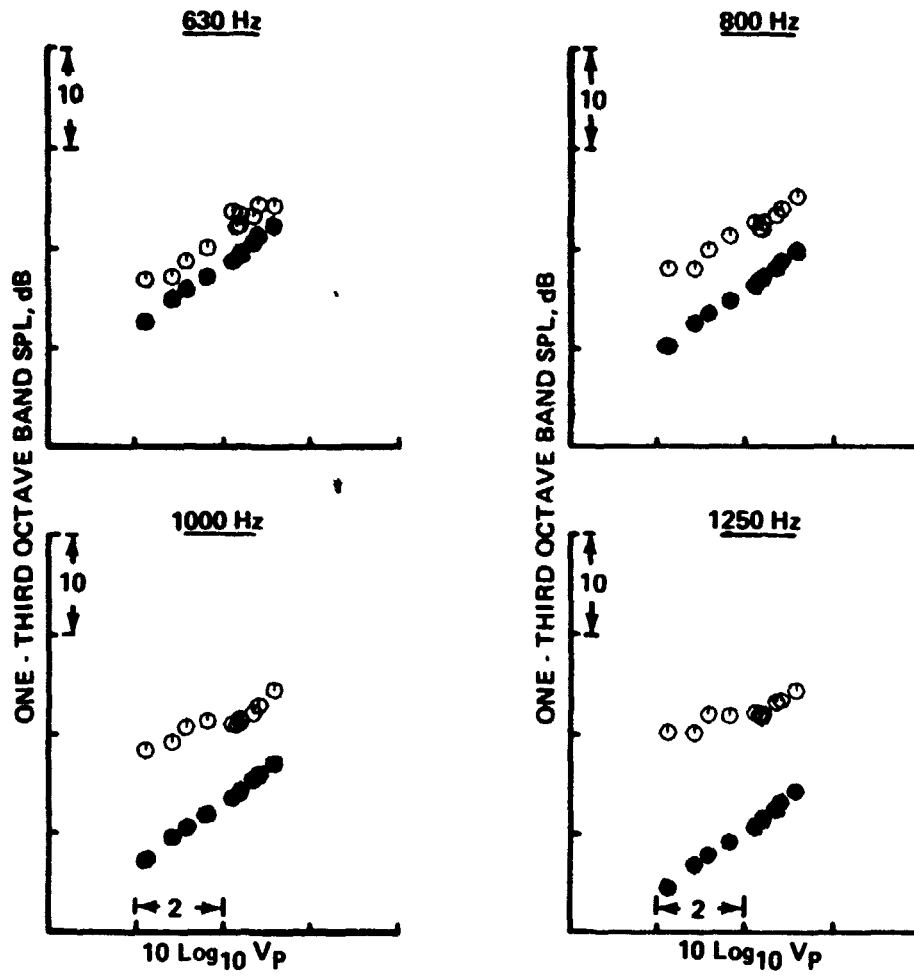 630 Hz
800 Hz
10
10
ONE - THIRD OCTAVE BAND SPL, dB
ONE - THIRD OCTAVE BAND SPL, dB
1000 Hz
1250 Hz
10
10
2
2
10 Log10 VP
10 Log10 VP